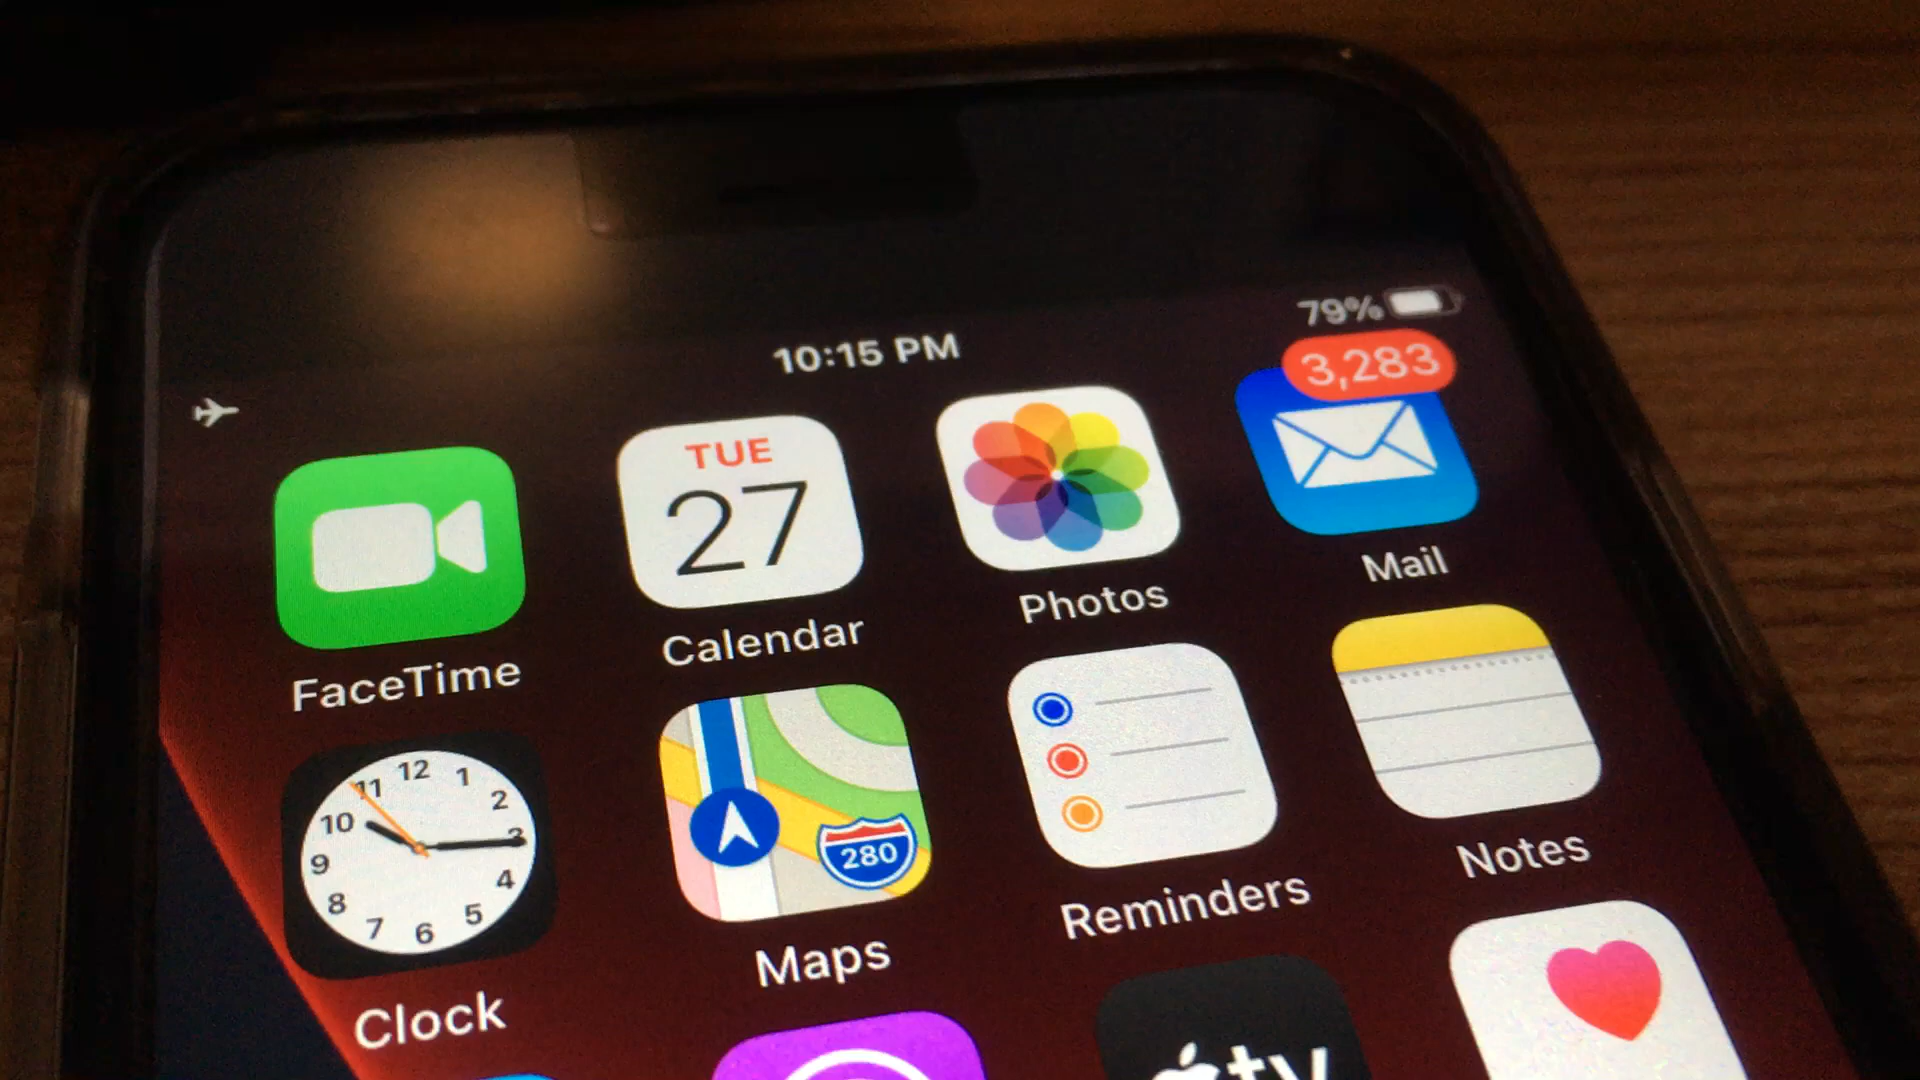 10:15 PM
79%
3,283
TUE
27
FaceTime
Calendar
Photos
Mail
12
1
2
3
4
5
6
7
8
9
10
11
280
Clock
Maps
Reminders
Notes
tv